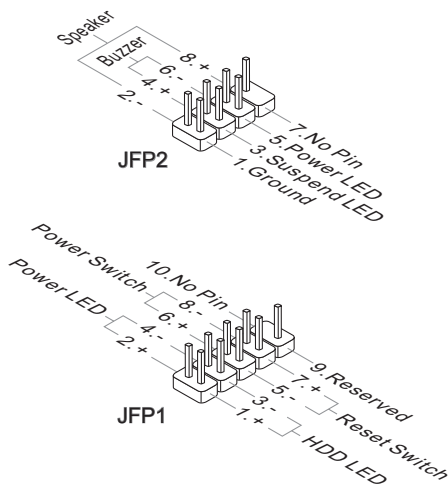 Speaker
Buzzer
8.+
6.-
4.+
2.-
7.No Pin
5.Power LED
3.Suspend LED
1.Ground
JFP2
Power Switch
Power LED
10.No Pin
8.-
6.+
4.-
2.+
9.Reserved
7.+
5.-
3.-
1.+
Reset Switch
HDD LED
JFP1